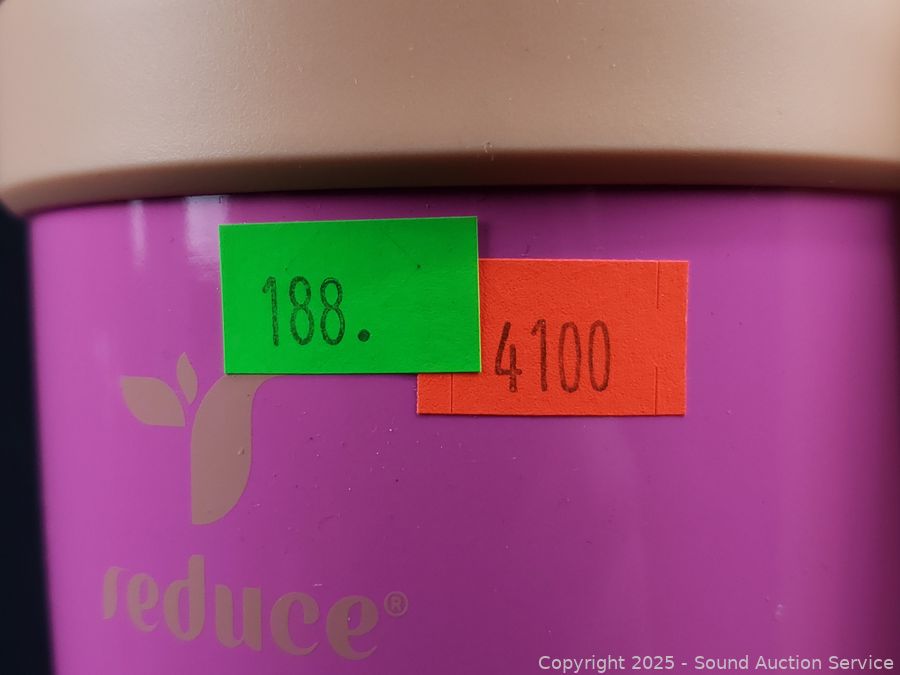 188.
4100
reduce®
Copyright 2025 - Sound Auction Service